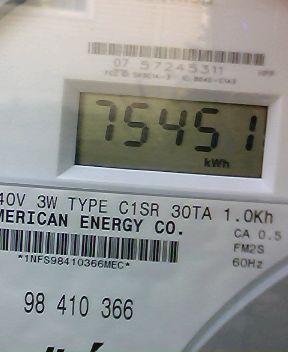 07 57245311
75451
kWh
40V 3W TYPE C1SR 30TA 1.0Kh
MERICAN ENERGY CO.
CA 0.5
FM2S
60Hz
*1NFS98410366MEC*
98 410 366